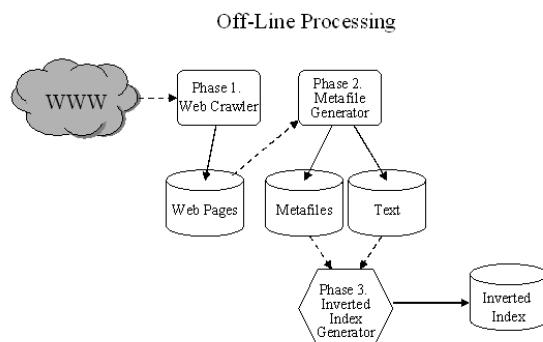 Off-Line Processing
WWW
Phase 1.
Web Crawler
Phase 2.
Metafile
Generator
Web Pages
Metafiles
Text
Phase 3.
Inverted
Index
Generator
Inverted
Index